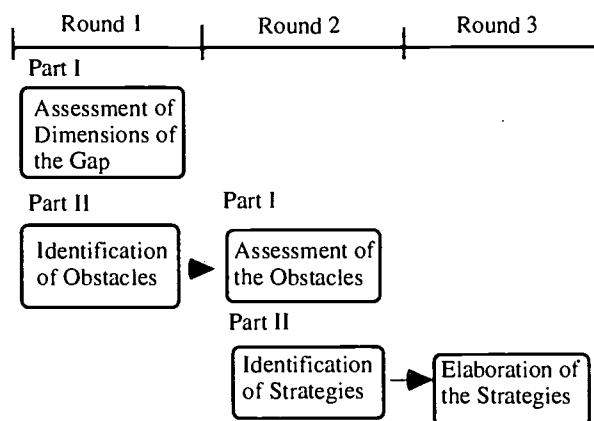 Round 1 Round 2 Round 3
Part I
Assessment of
Dimensions of
the Gap
Part II
Identification
of Obstacles
Part I
Assessment of
the Obstacles
Part II
Identification
of Strategies
Elaboration of
the Strategies